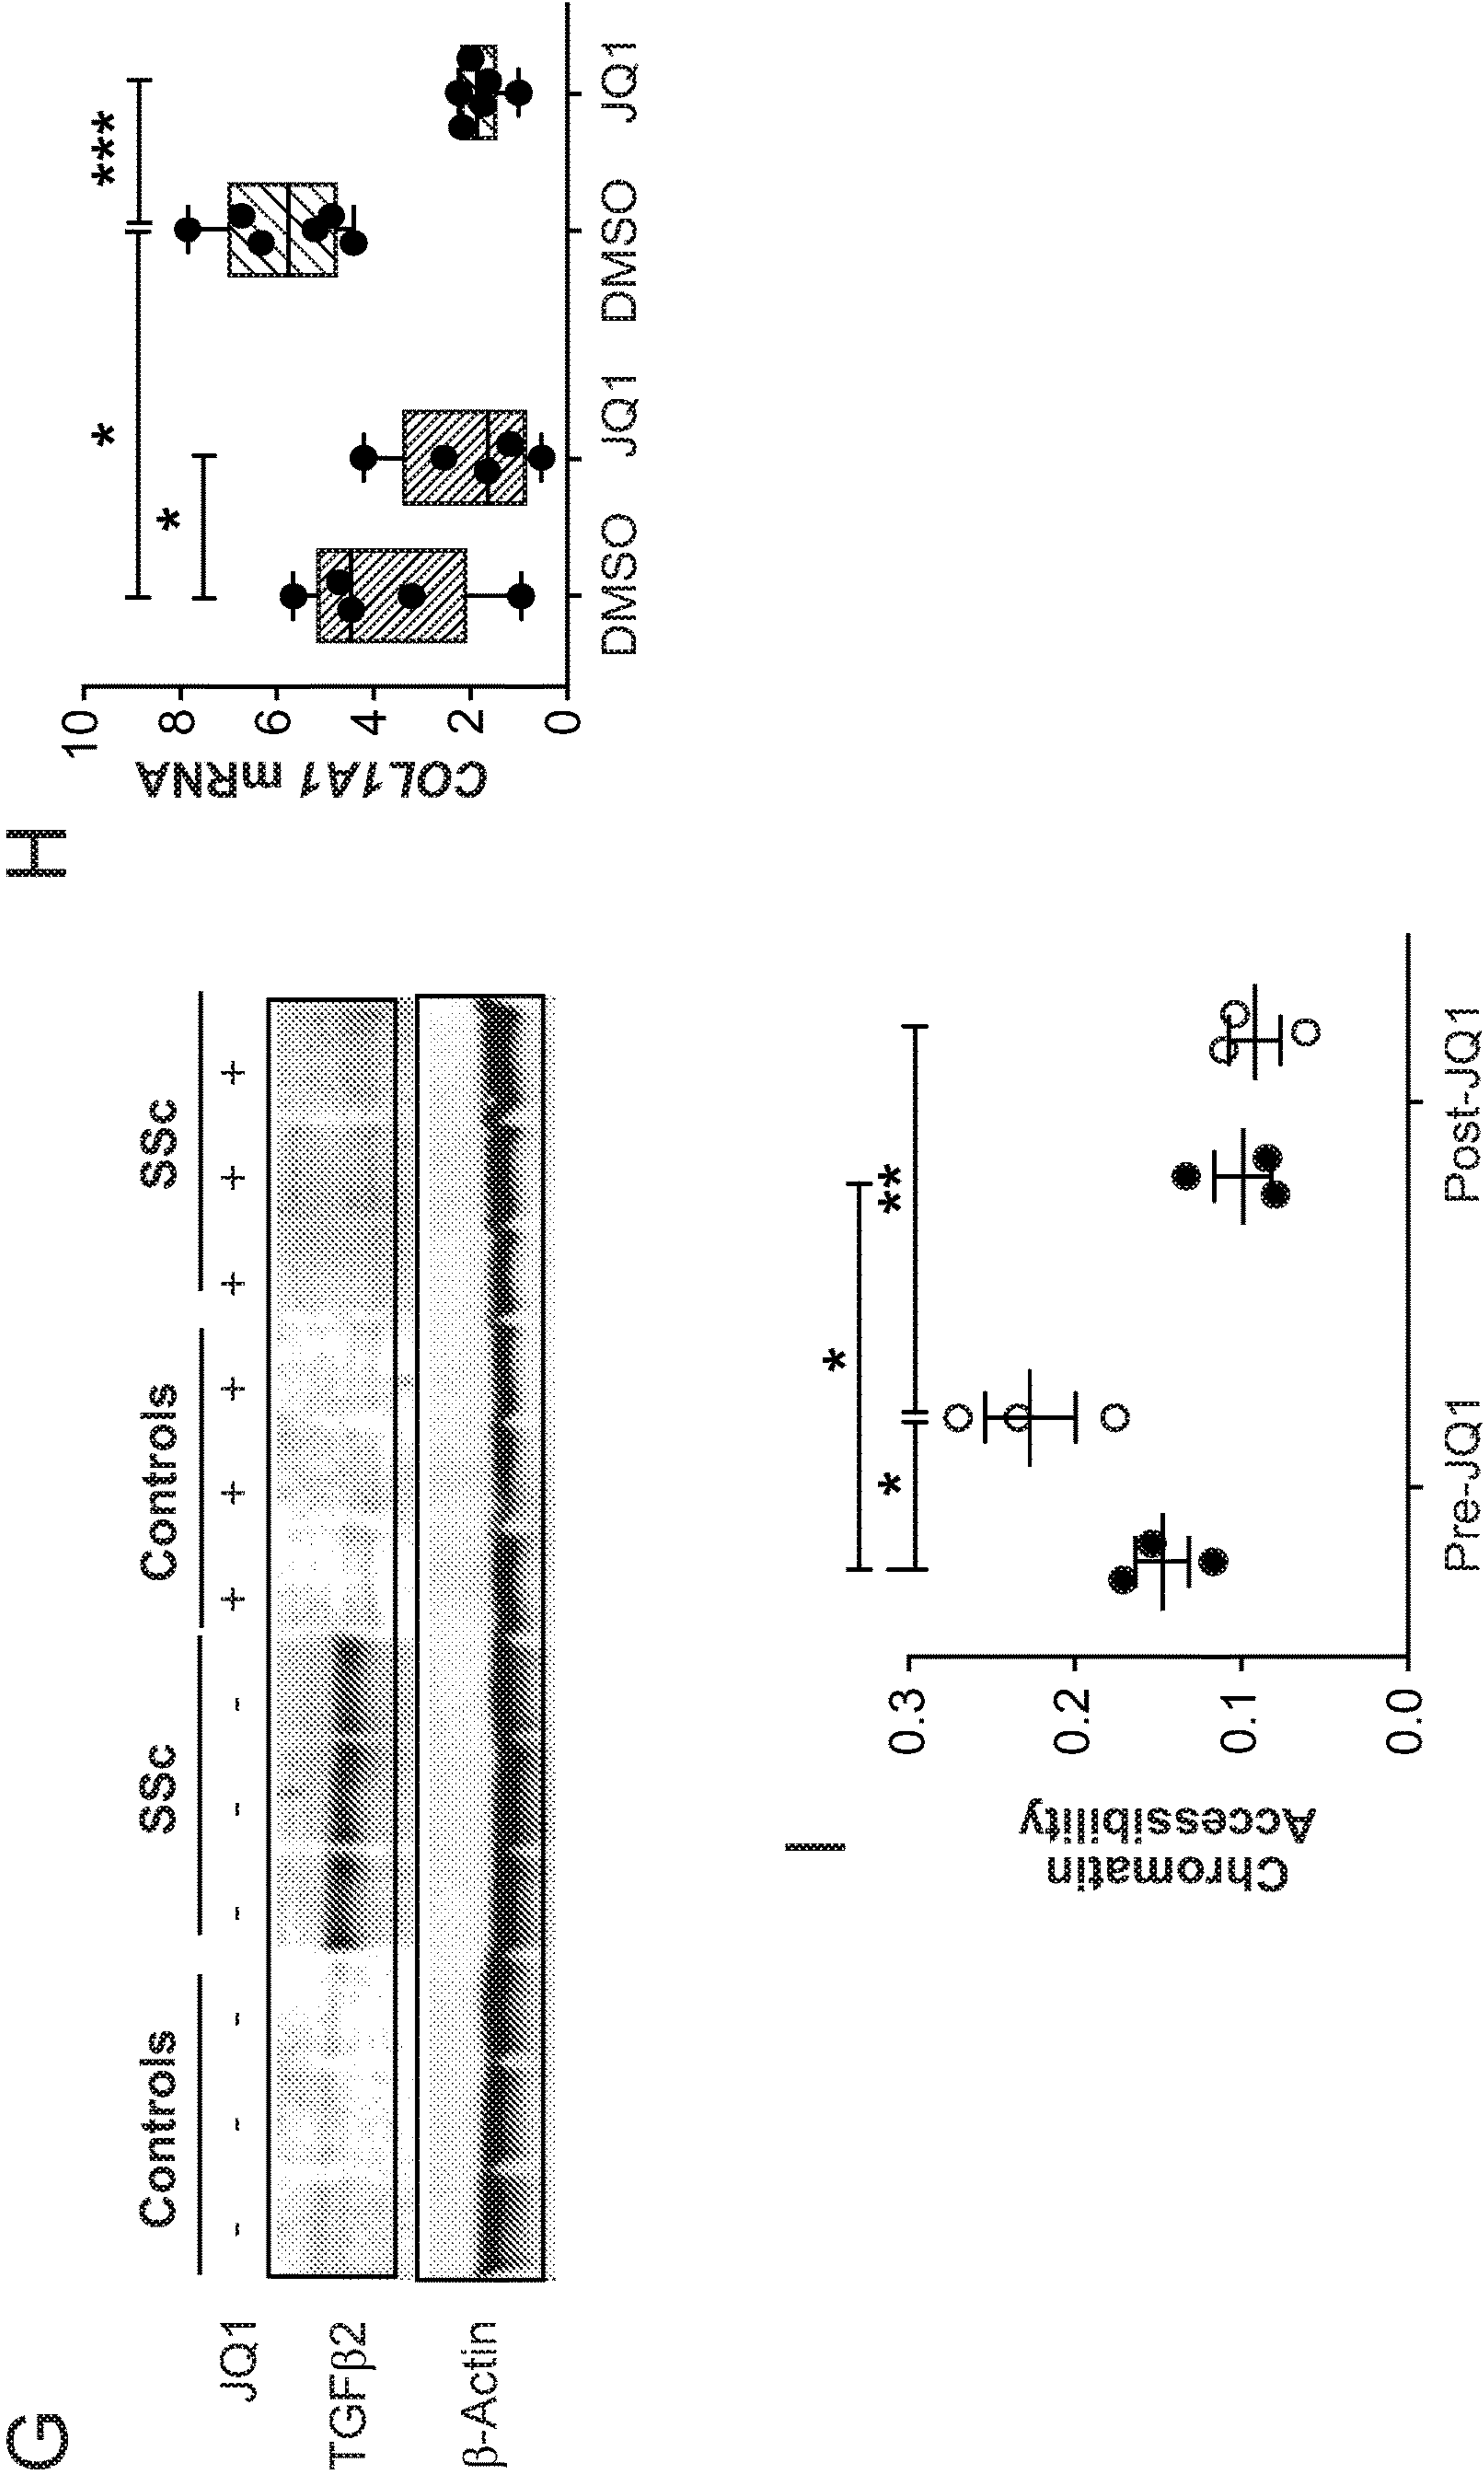 G
Controls SSc Controls SSc
JQ1 - - - - - - + + + + + +
TGFβ2
β-Actin
H
COL1A1 mRNA
10
8
6
4
2
0
* * ***
DMSO JQ1 DMSO JQ1
I
Chromatin
Accessibility
0.3
0.2
0.1
0.0
*
* **
Pre-JQ1 Post-JQ1